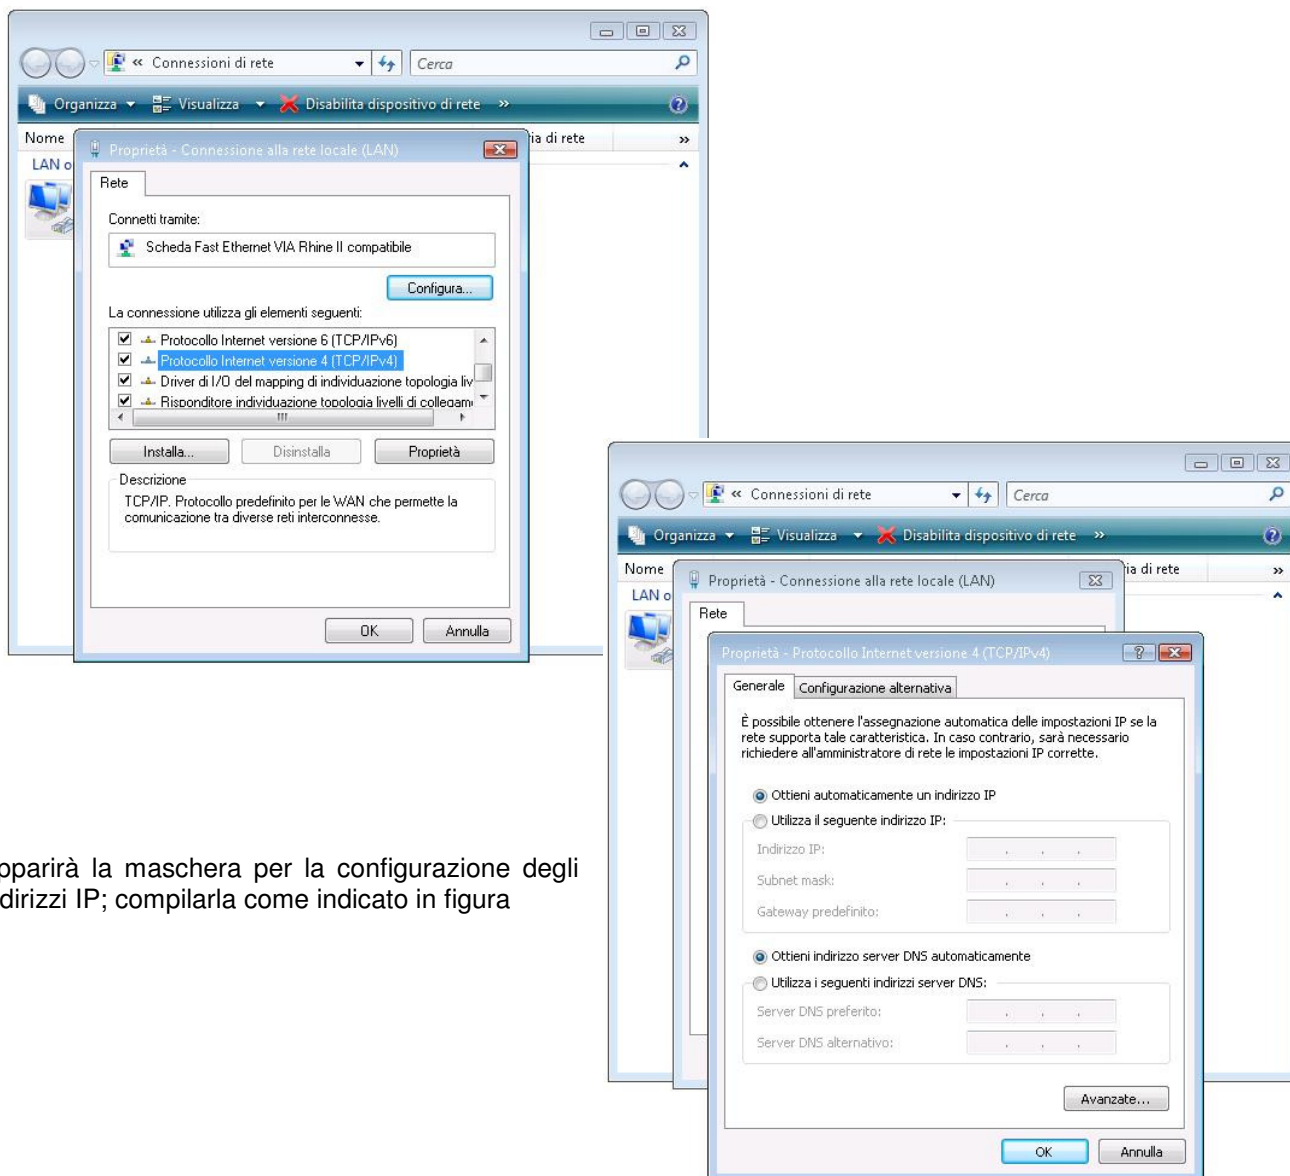 « Connessioni di rete
Cerca
Organizza Visualizza Disabilita dispositivo di rete »
Nome di rete »
LAN
Proprietà - Connessione alla rete locale (LAN)
Rete
Connetti tramite:
Scheda Fast Ethernet VIA Rhine II compatibile
Configura...
La connessione utilizza gli elementi seguenti:
Protocollo Internet versione 6 (TCP/IPv6)
Protocollo Internet versione 4 (TCP/IPv4)
Driver di I/O del mapping di individuazione topologia liv
Risponditore individuazione topologia livelli di collegam
Installa... Disinstalla Proprietà
Descrizione
TCP/IP. Protocollo predefinito per le WAN che permette la
comunicazione tra diverse reti interconnesse.
OK Annulla
pparirà la maschera per la configurazione degli
dirizzi IP; compilarla come indicato in figura
« Connessioni di rete
Cerca
Organizza Visualizza Disabilita dispositivo di rete »
Nome di rete »
LAN
Proprietà - Connessione alla rete locale (LAN)
Rete
Proprietà - Protocollo Internet versione 4 (TCP/IPv4)
Generale Configurazione alternativa
È possibile ottenere l'assegnazione automatica delle impostazioni IP se la
rete supporta tale caratteristica. In caso contrario, sarà necessario
richiedere all'amministratore di rete le impostazioni IP corrette.
Ottieni automaticamente un indirizzo IP
Utilizza il seguente indirizzo IP:
Indirizzo IP: . . .
Subnet mask: . . .
Gateway predefinito: . . .
Ottieni indirizzo server DNS automaticamente
Utilizza i seguenti indirizzi server DNS:
Server DNS preferito: . . .
Server DNS alternativo: . . .
Avanzate...
OK Annulla